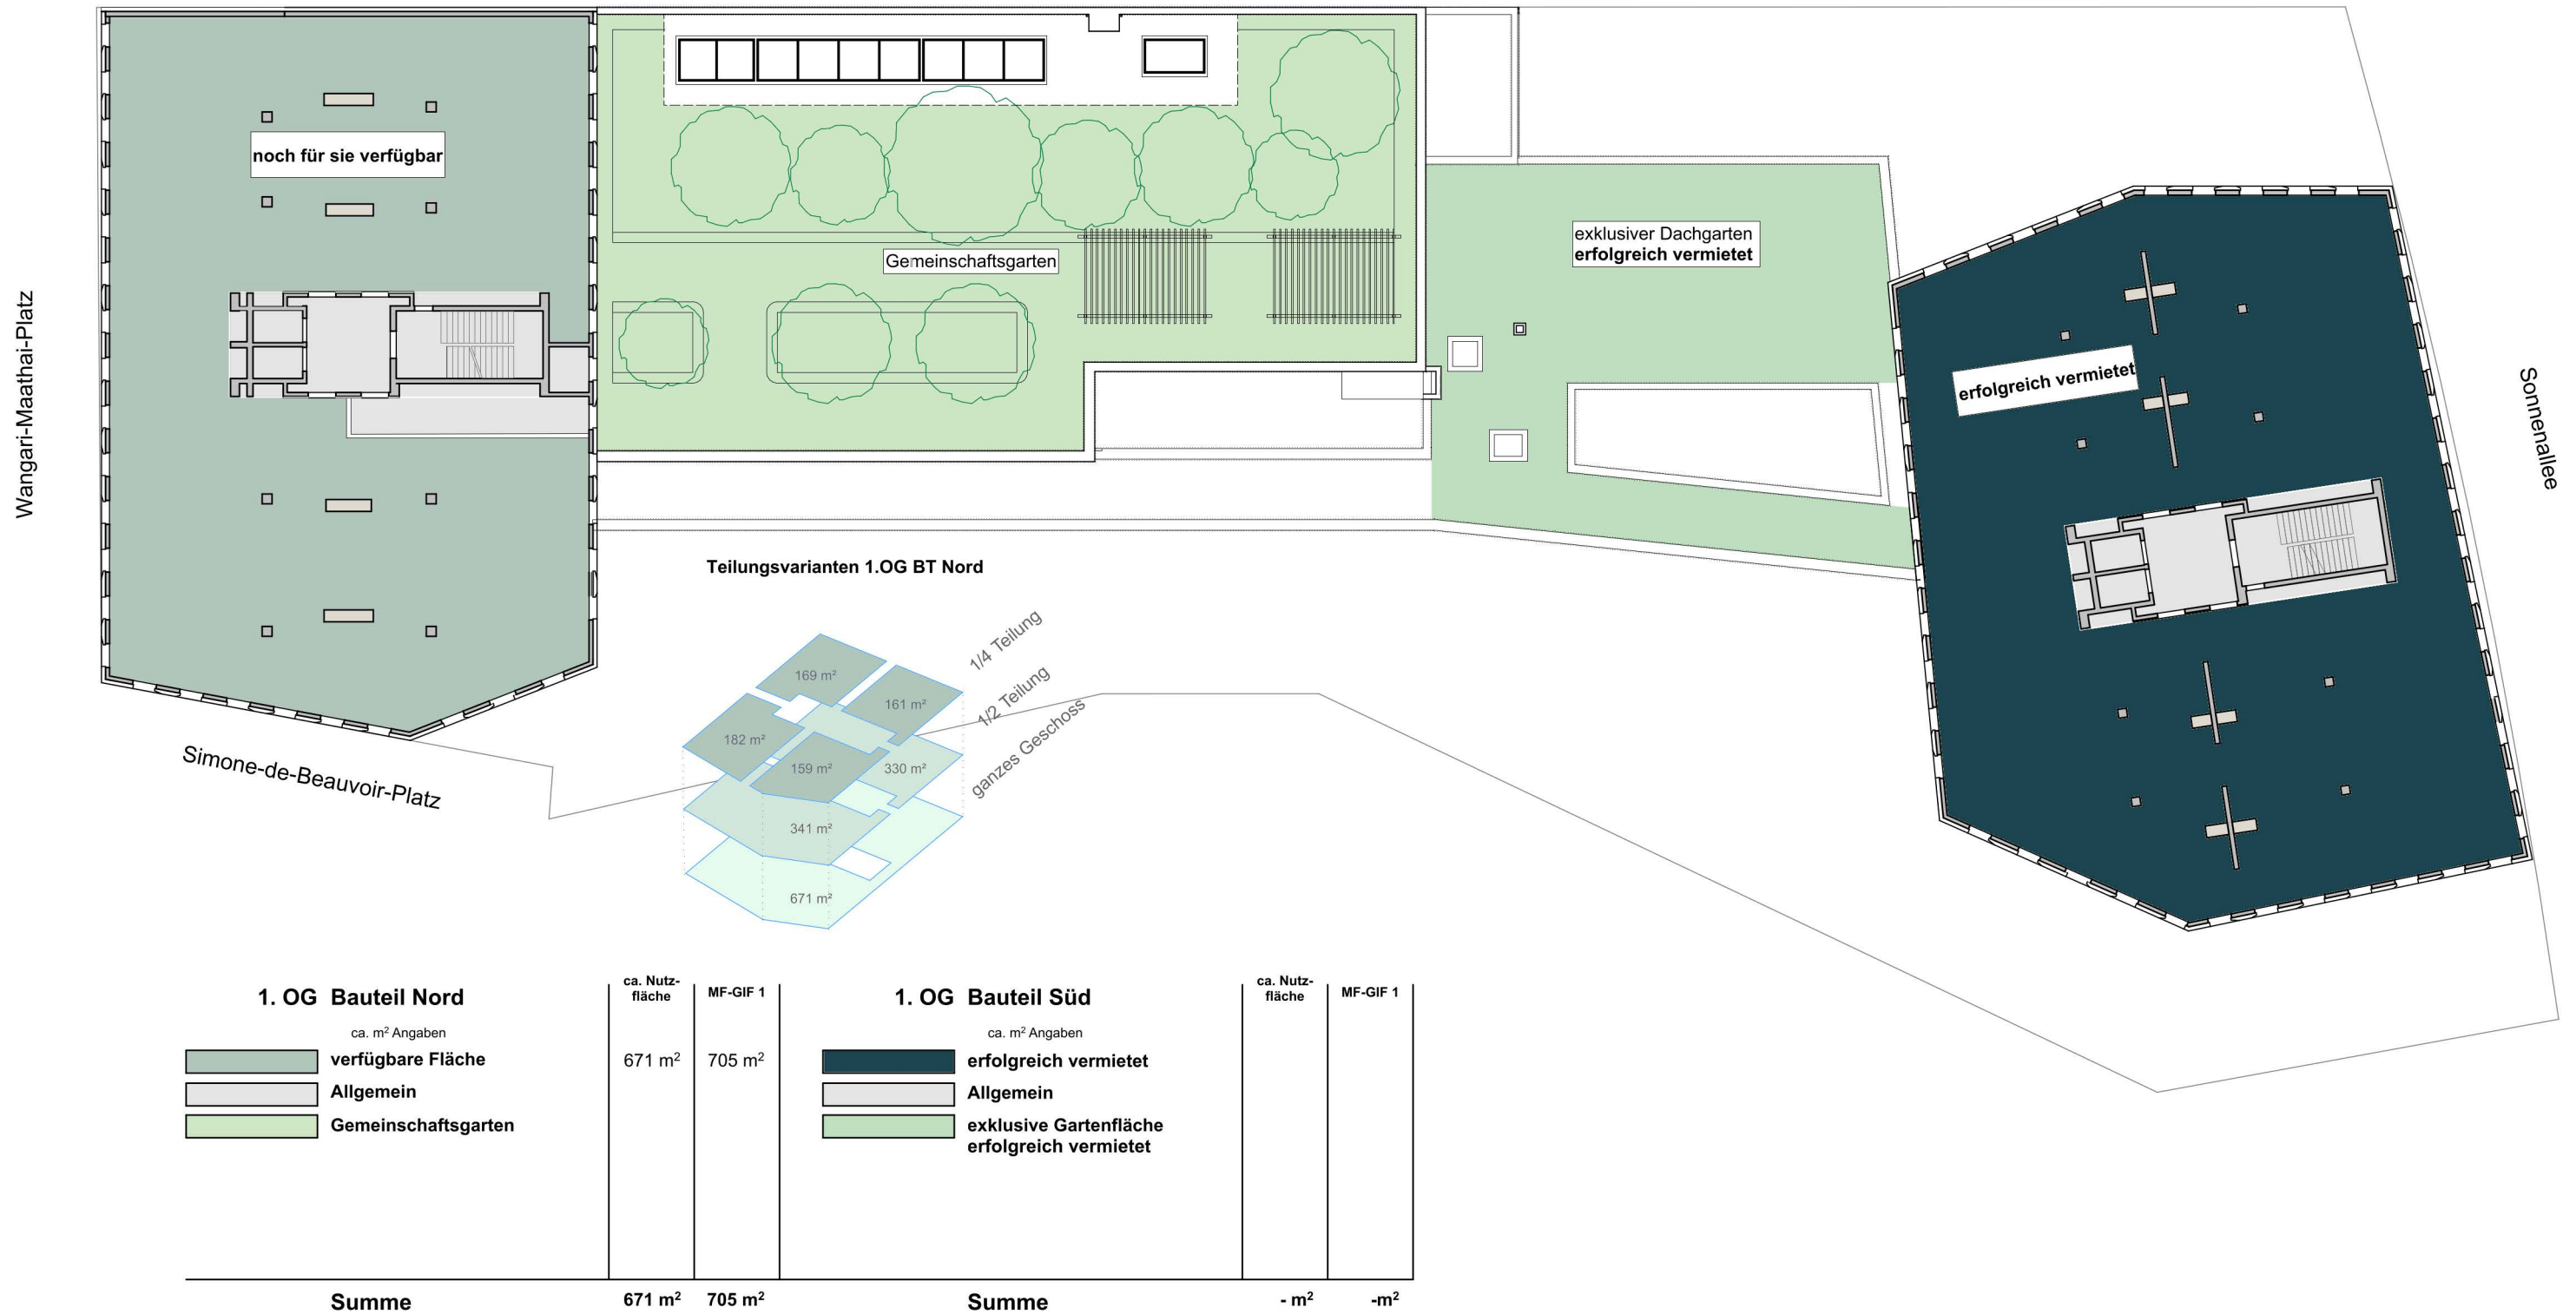 noch für sie verfügbar
Gemeinschaftsgarten
exklusiver Dachgarten
erfolgreich vermietet
erfolgreich vermietet
Wangari-Maathai-Platz
Sonnenallee
Simone-de-Beauvoir-Platz
Teilungsvarianten 1.OG BT Nord
1/4 Teilung
1/2 Teilung
ganzes Geschoss
169 m²
161 m²
182 m²
159 m²
330 m²
341 m²
671 m²
1. OG Bauteil Nord
ca. Nutz-
fläche
MF-GIF 1
ca. m² Angaben
verfügbare Fläche 671 m² 705 m²
Allgemein
Gemeinschaftsgarten
Summe 671 m² 705 m²
1. OG Bauteil Süd
ca. Nutz-
fläche
MF-GIF 1
ca. m² Angaben
erfolgreich vermietet
Allgemein
exklusive Gartenfläche
erfolgreich vermietet
Summe - m² -m²